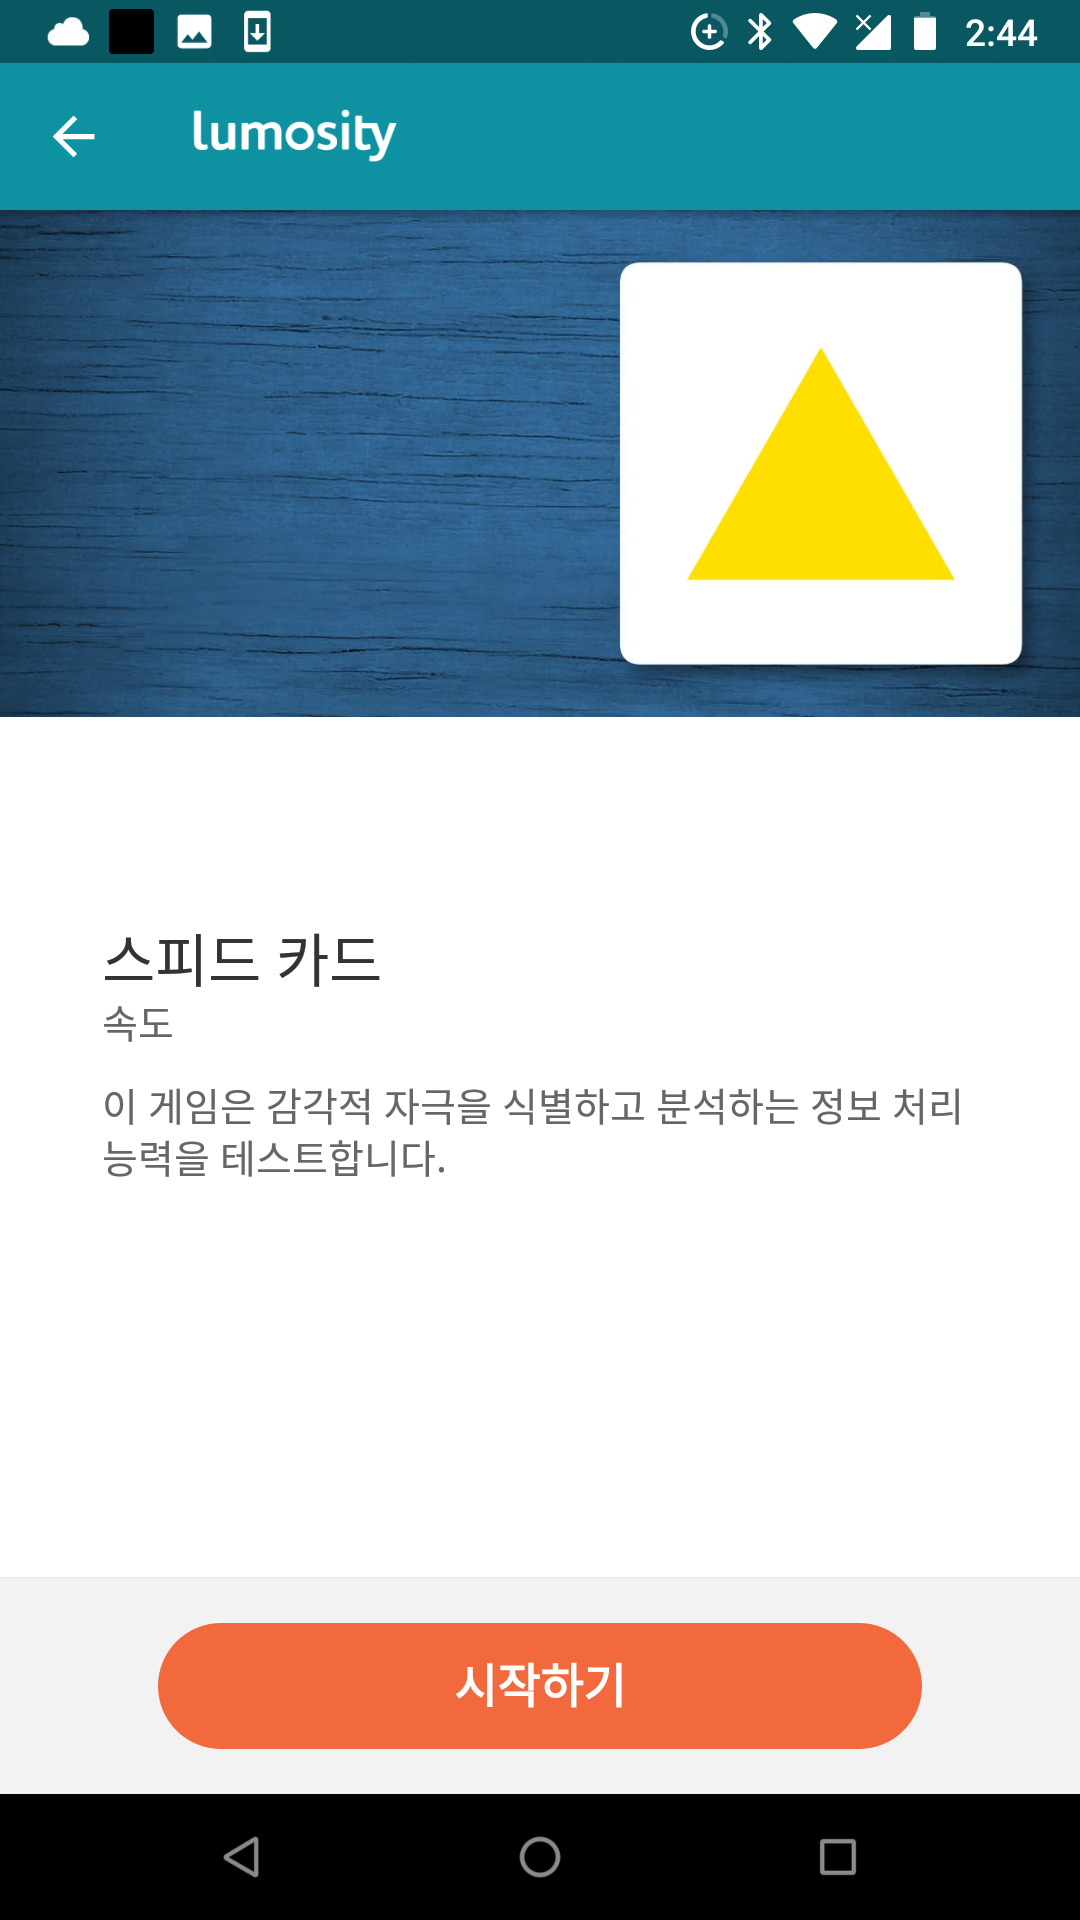 2:44
lumosity
스피드 카드
속도
이 게임은 감각적 자극을 식별하고 분석하는 정보 처리
능력을 테스트합니다.
시작하기